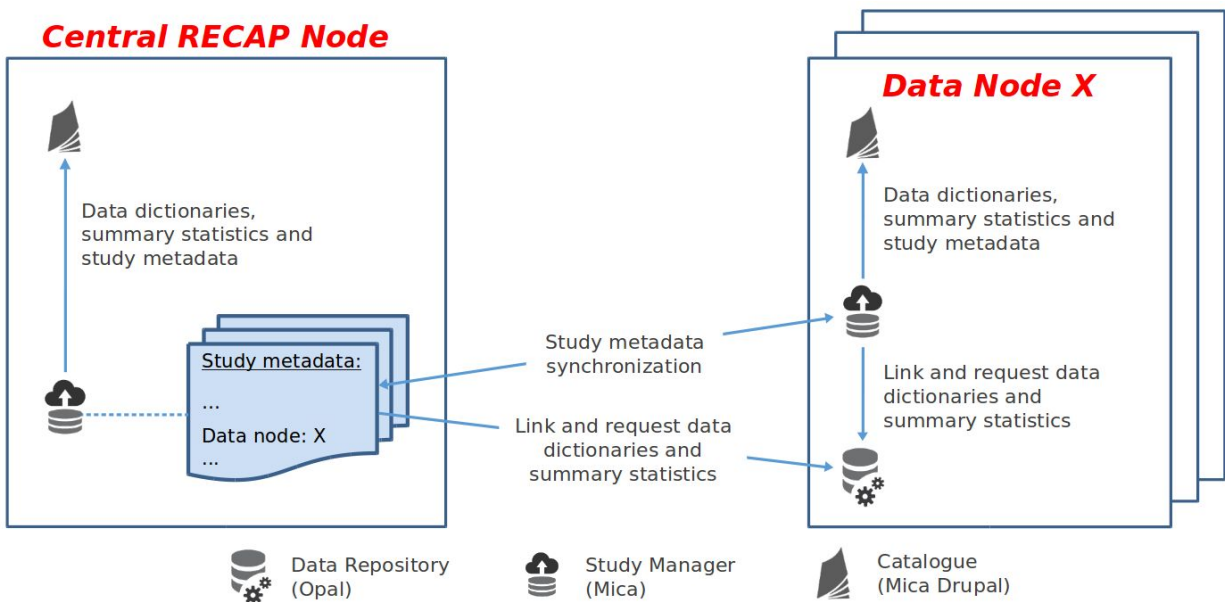 Central RECAP Node
Data dictionaries,
summary statistics and
study metadata
Study metadata:
...
Data node: X
...
Study metadata
synchronization
Link and request data
dictionaries and
summary statistics
Data Node X
Data dictionaries,
summary statistics and
study metadata
Link and request data
dictionaries and
summary statistics
Data Repository
(Opal)
Study Manager
(Mica)
Catalogue
(Mica Drupal)